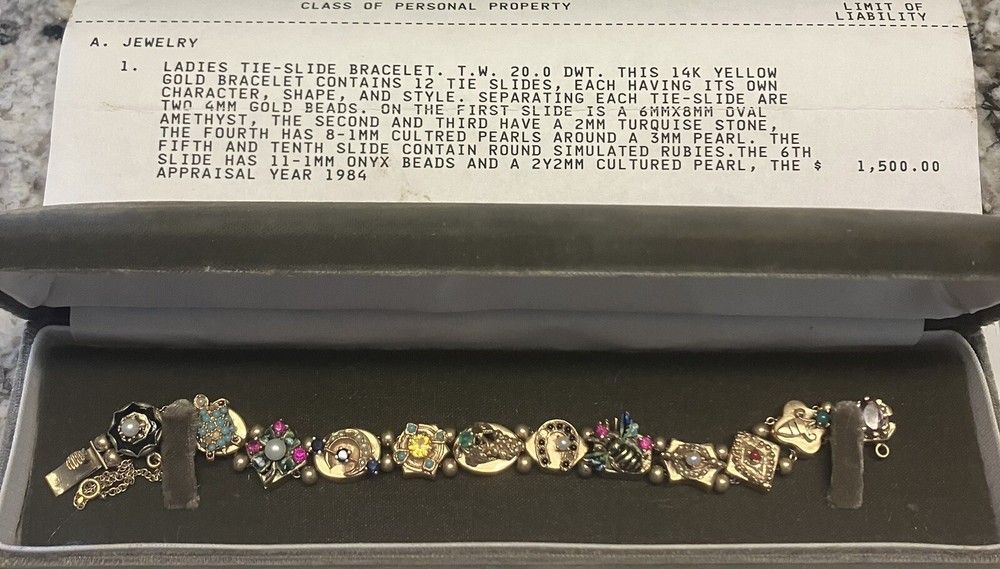 CLASS OF PERSONAL PROPERTY
LIMIT OF
LIABILITY
A. JEWELRY
1. LADIES TIE-SLIDE BRACELET. T.W. 20.0 DWT. THIS 14K YELLOW
GOLD BRACELET CONTAINS 12 TIE SLIDES, EACH HAVING ITS OWN
CHARACTER, SHAPE, AND STYLE. SEPARATING EACH TIE-SLIDE ARE
TWO 4MM GOLD BEADS. ON THE FIRST SLIDE IS A 6MMX8MM OVAL
AMETHYST, THE SECOND AND THIRD HAVE A 2MM TURQUISE STONE,
THE FOURTH HAS 8-1MM CULTRED PEARLS AROUND A 3MM PEARL. THE
FIFTH AND TENTH SLIDE CONTAIN ROUND SIMULATED RUBIES.THE 6TH
SLIDE HAS 11-1MM ONYX BEADS AND A 2Y2MM CULTURED PEARL, THE $ 1,500.00
APPRAISAL YEAR 1984